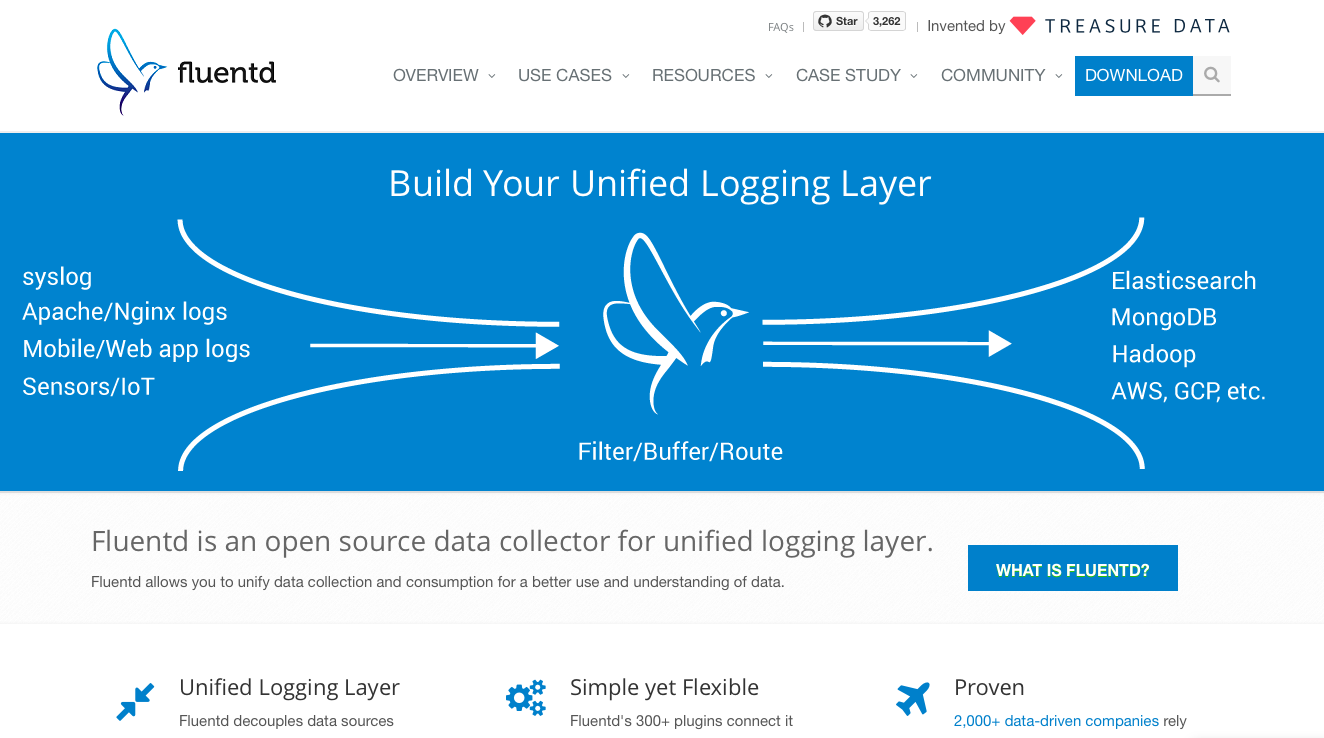 FAQs
Star
3,262
Invented by TREASURE DATA
fluentd
OVERVIEW
USE CASES
RESOURCES
CASE STUDY
COMMUNITY
DOWNLOAD
Build Your Unified Logging Layer
syslog
Apache/Nginx logs
Mobile/Web app logs
Sensors/IoT
Elasticsearch
MongoDB
Hadoop
AWS, GCP, etc.
Filter/Buffer/Route
Fluentd is an open source data collector for unified logging layer.
Fluentd allows you to unify data collection and consumption for a better use and understanding of data.
WHAT IS FLUENTD?
Unified Logging Layer
Fluentd decouples data sources
Simple yet Flexible
Fluentd's 300+ plugins connect it
Proven
2,000+ data-driven companies rely